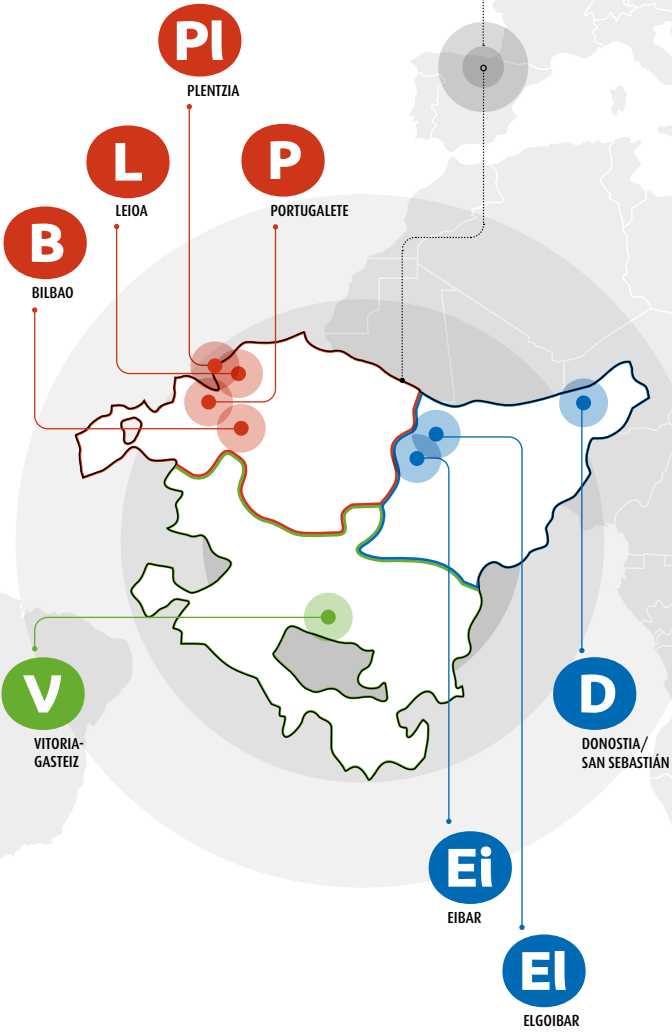 Pl
PLENTZIA
L
LEIOA
P
PORTUGALETE
B
BILBAO
V
VITORIA-
GASTEIZ
D
DONOSTIA/
SAN SEBASTIÁN
Ei
EIBAR
El
ELGOIBAR